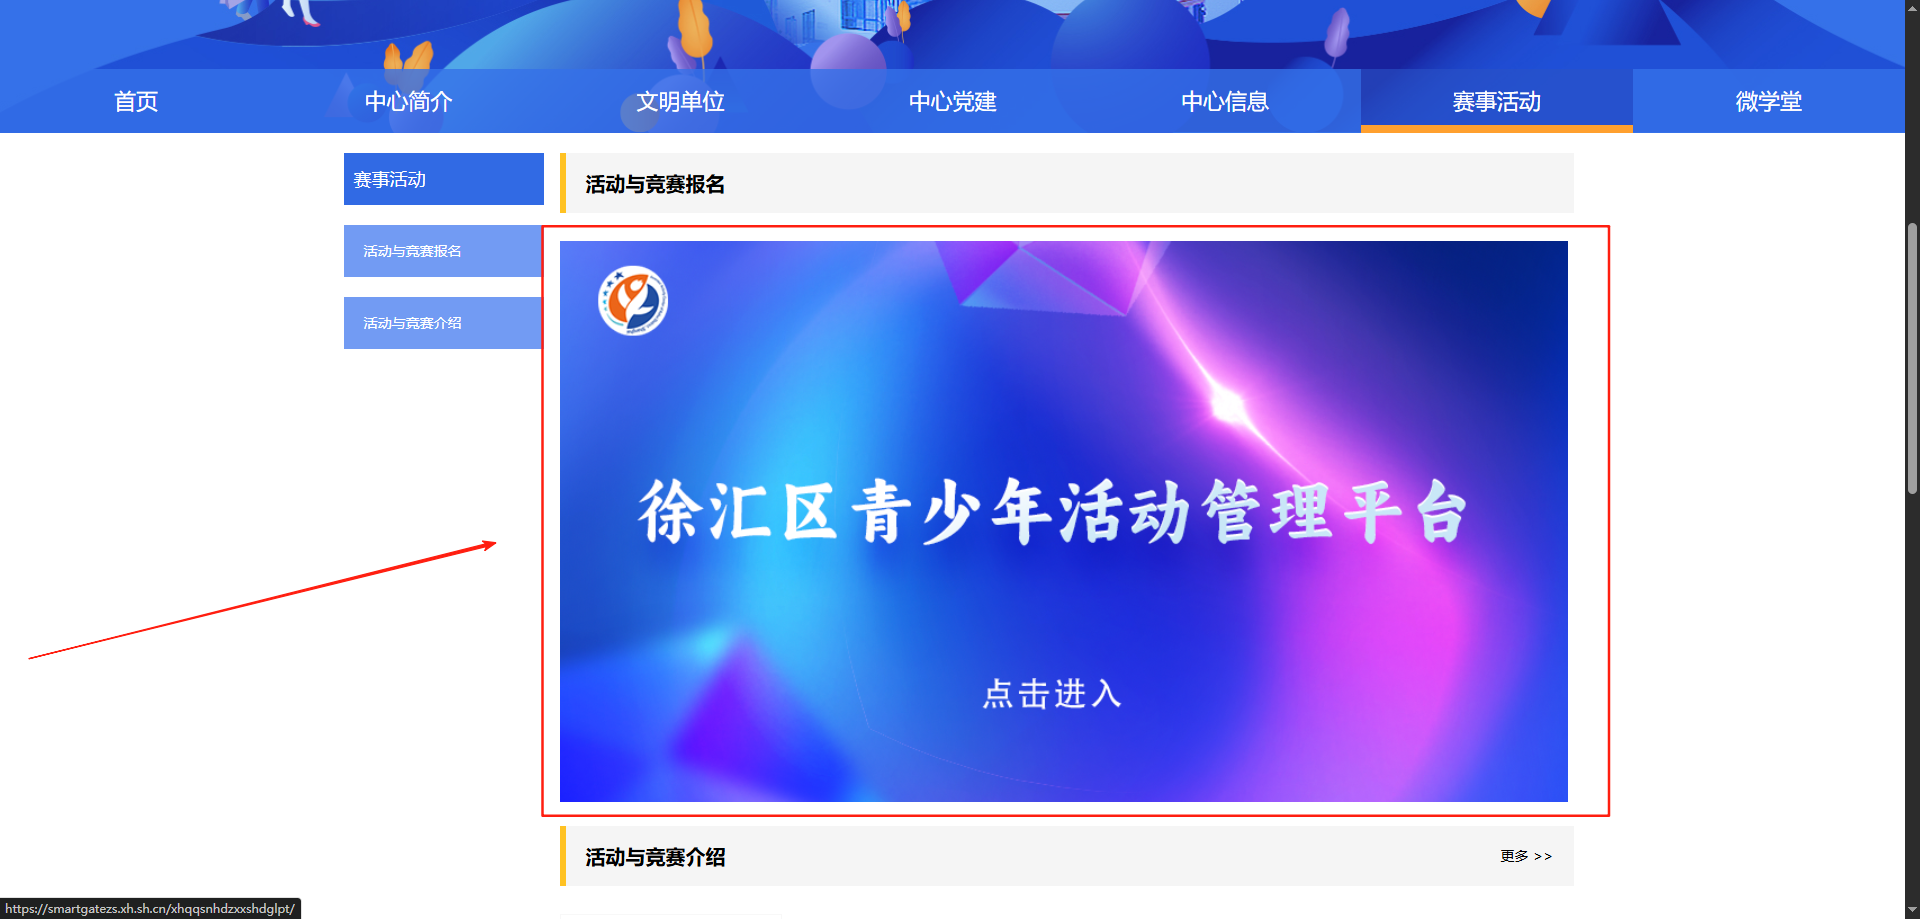 首页 中心简介 文明单位 中心党建 中心信息 赛事活动 微学堂
赛事活动
活动与竞赛报名
活动与竞赛介绍
活动与竞赛报名
徐汇区青少年活动管理平台
点击进入
活动与竞赛介绍
更多 >>
https://smartgatezs.xh.sh.cn/xhqqsnhdzxxshdglpt/